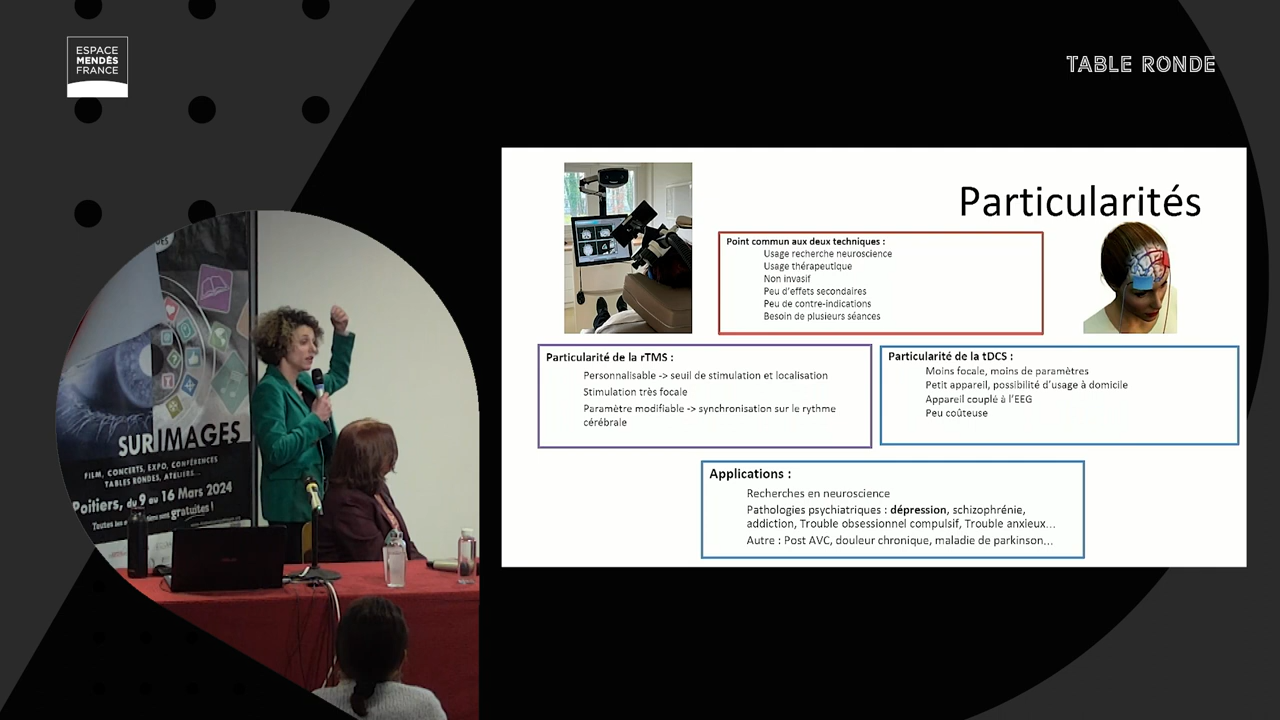 ESPACE
MENDÈS
FRANCE
TABLE RONDE
Particularités
Point commun aux deux techniques :
Usage recherche neuroscience
Usage thérapeutique
Non invasif
Peu d'effets secondaires
Peu de contre-indications
Besoin de plusieurs séances
Particularité de la rTMS :
Personnalisable -> seuil de stimulation et localisation
Stimulation très focale
Paramètre modifiable -> synchronisation sur le rythme
cérébrale
Particularité de la tDCS :
Moins focale, moins de paramètres
Petit appareil, possibilité d'usage à domicile
Appareil couplé à l'EEG
Peu coûteuse
Applications :
Recherches en neuroscience
Pathologies psychiatriques : dépression, schizophrénie,
addiction, Trouble obsessionnel compulsif, Trouble anxieux...
Autre : Post AVC, douleur chronique, maladie de parkinson...
SUR IMAGES
FILM, CONCERTS, EXPO, CONFÉRENCES
TABLES RONDES, ATELIERS...
Poitiers, du 9 au 16 Mars 2024
gratuites !